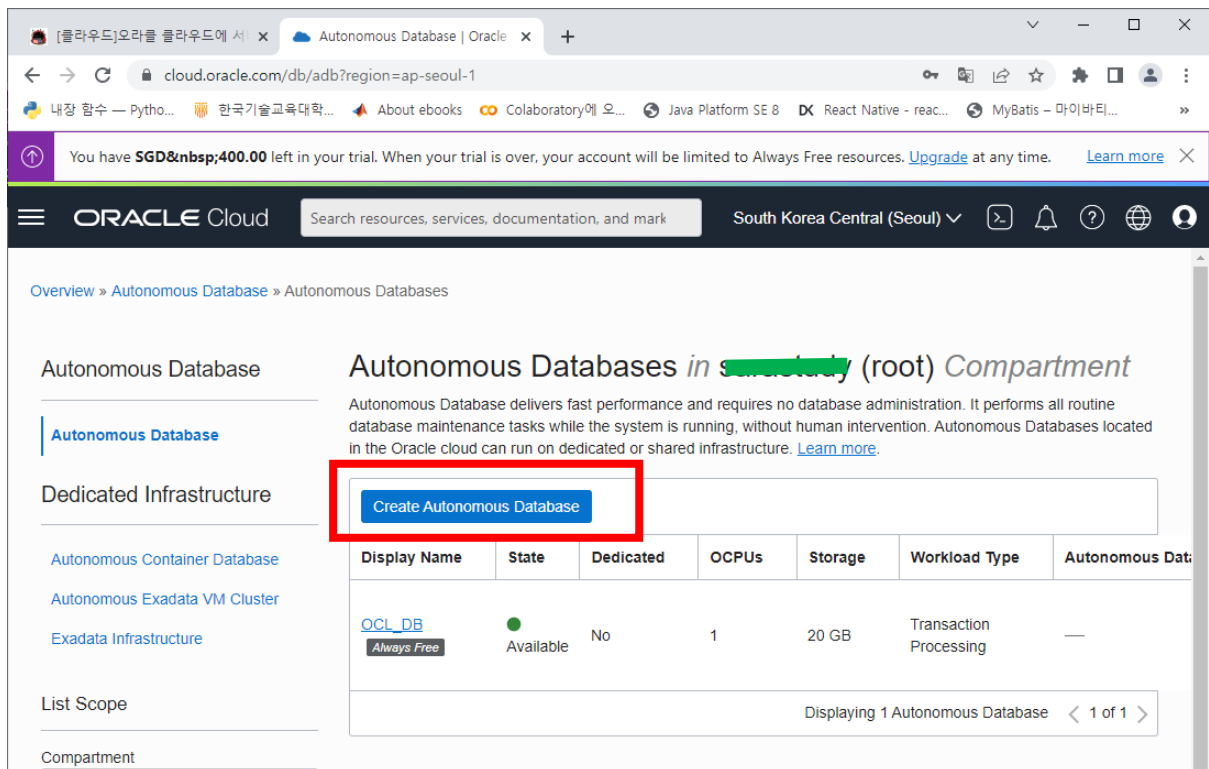 [클라우드]오라클 클라우드에 서
Autonomous Database | Oracle
cloud.oracle.com/db/adb?region=ap-seoul-1
내장 함수 — Pytho...
한국기술교육대학...
About ebooks
Colaboratory에 오...
Java Platform SE 8
React Native - reac...
MyBatis – 마이바티...
»
You have SGD&nbsp;400.00 left in your trial. When your trial is over, your account will be limited to Always Free resources. Upgrade at any time.
Learn more
ORACLE Cloud
Search resources, services, documentation, and mark
South Korea Central (Seoul)
Overview » Autonomous Database » Autonomous Databases
Autonomous Database
Autonomous Database
Dedicated Infrastructure
Autonomous Container Database
Autonomous Exadata VM Cluster
Exadata Infrastructure
List Scope
Compartment
Autonomous Databases in (root) Compartment
Autonomous Database delivers fast performance and requires no database administration. It performs all routine
database maintenance tasks while the system is running, without human intervention. Autonomous Databases located
in the Oracle cloud can run on dedicated or shared infrastructure. Learn more.
Create Autonomous Database
Display Name State Dedicated OCPUs Storage Workload Type Autonomous Data
OCL_DB
Always Free
Available
No
1
20 GB
Transaction
Processing
—
Displaying 1 Autonomous Database < 1 of 1 >